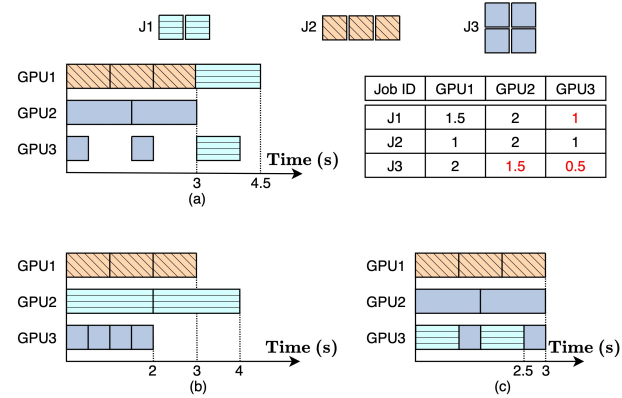 J1 J2 J3
GPU1
GPU2
GPU3
Time (s)
3 4.5
(a)
Job ID GPU1 GPU2 GPU3
J1 1.5 2 1
J2 1 2 1
J3 2 1.5 0.5
GPU1
GPU2
GPU3
Time (s)
2 3 4
(b)
GPU1
GPU2
GPU3
Time (s)
2.5 3
(c)